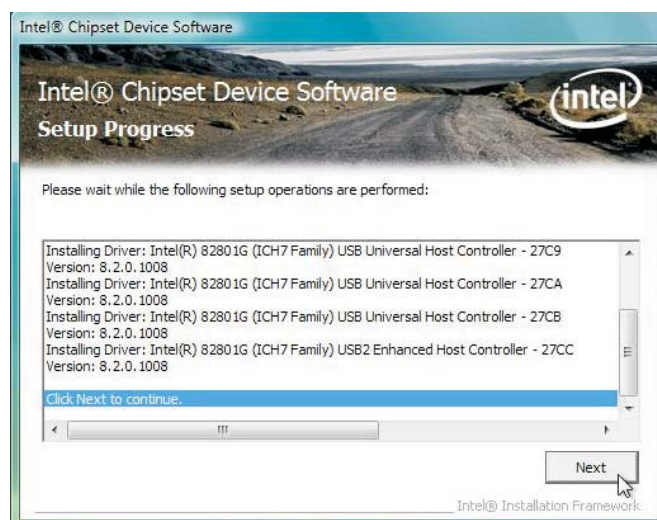 Intel® Chipset Device Software
Intel® Chipset Device Software
intel
Setup Progress
Please wait while the following setup operations are performed:
Installing Driver: Intel(R) 82801G (ICH7 Family) USB Universal Host Controller - 27C9
Version: 8.2.0.1008
Installing Driver: Intel(R) 82801G (ICH7 Family) USB Universal Host Controller - 27CA
Version: 8.2.0.1008
Installing Driver: Intel(R) 82801G (ICH7 Family) USB Universal Host Controller - 27CB
Version: 8.2.0.1008
Installing Driver: Intel(R) 82801G (ICH7 Family) USB2 Enhanced Host Controller - 27CC
Version: 8.2.0.1008
Click Next to continue.
Next
Intel® Installation Framework